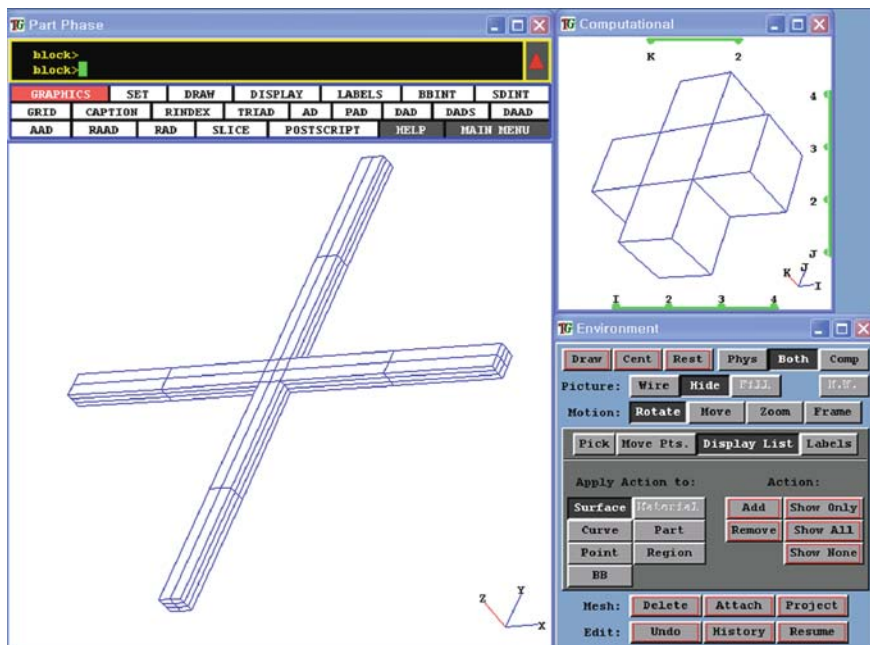 TG Part Phase
block>
block>
GRAPHICS SET DRAW DISPLAY LABELS BBINT SDINT
GRID CAPTION RINDEX TRIAD AD PAD DAD DADS DAAD
AAD RAAD RAD SLICE POSTSCRIPT HELP MAIN MENU
Z Y X
TG Computational
K 2
4
3
2
J
K J I
I 2 3 4
TG Environment
Draw Cent Rest Phys Both Comp
Picture: Wire Hide Fill H.W.
Motion: Rotate Move Zoom Frame
Pick Move Pts. Display List Labels
Apply Action to: Action:
Surface Material Add Show Only
Curve Part Remove Show All
Point Region Show None
BB
Mesh: Delete Attach Project
Edit: Undo History Resume